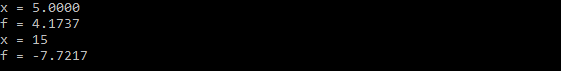 x = 5.0000
f = 4.1737
x = 15
f = -7.7217